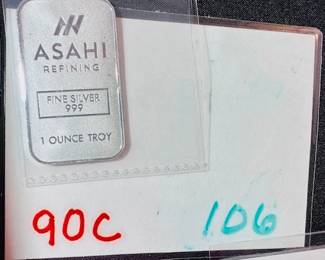 ASAHI
REFINING
FINE SILVER
999
1 OUNCE TROY
90C 106